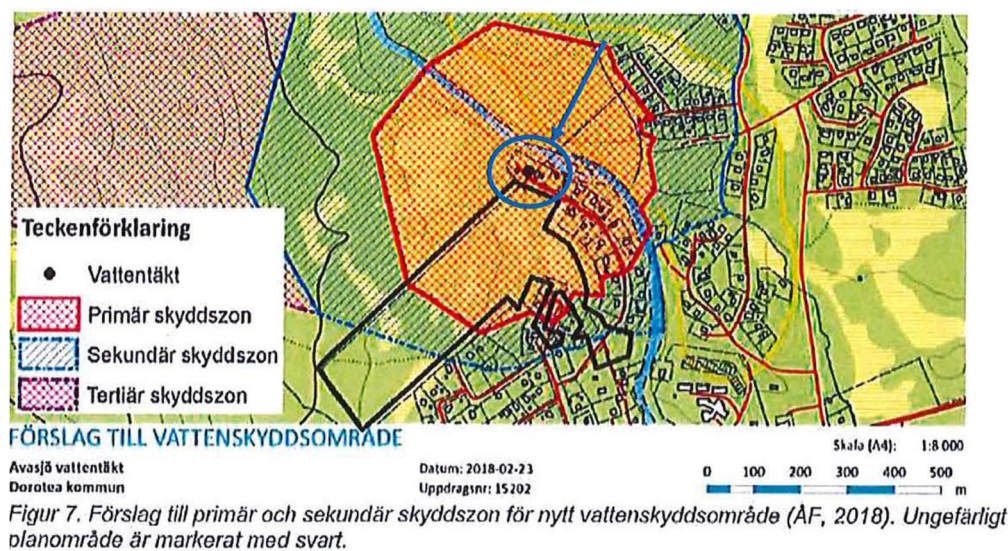 Teckenförklaring
Vattentäkt
Primär skyddszon
Sekundär skyddszon
Tertiär skyddszon
FÖRSLAG TILL VATTENSKYDDSOMRÅDE
Avasjö vattentäkt
Dorotea kommun
Datum: 2018-02-23
Uppdragsnr: 15202
Skala (A4): 1:8 000
0 100 200 300 400 500
m
Figur 7. Förslag till primär och sekundär skyddszon för nytt vattenskyddsområde (ÅF, 2018). Ungefärligt
planområde är markerat med svart.